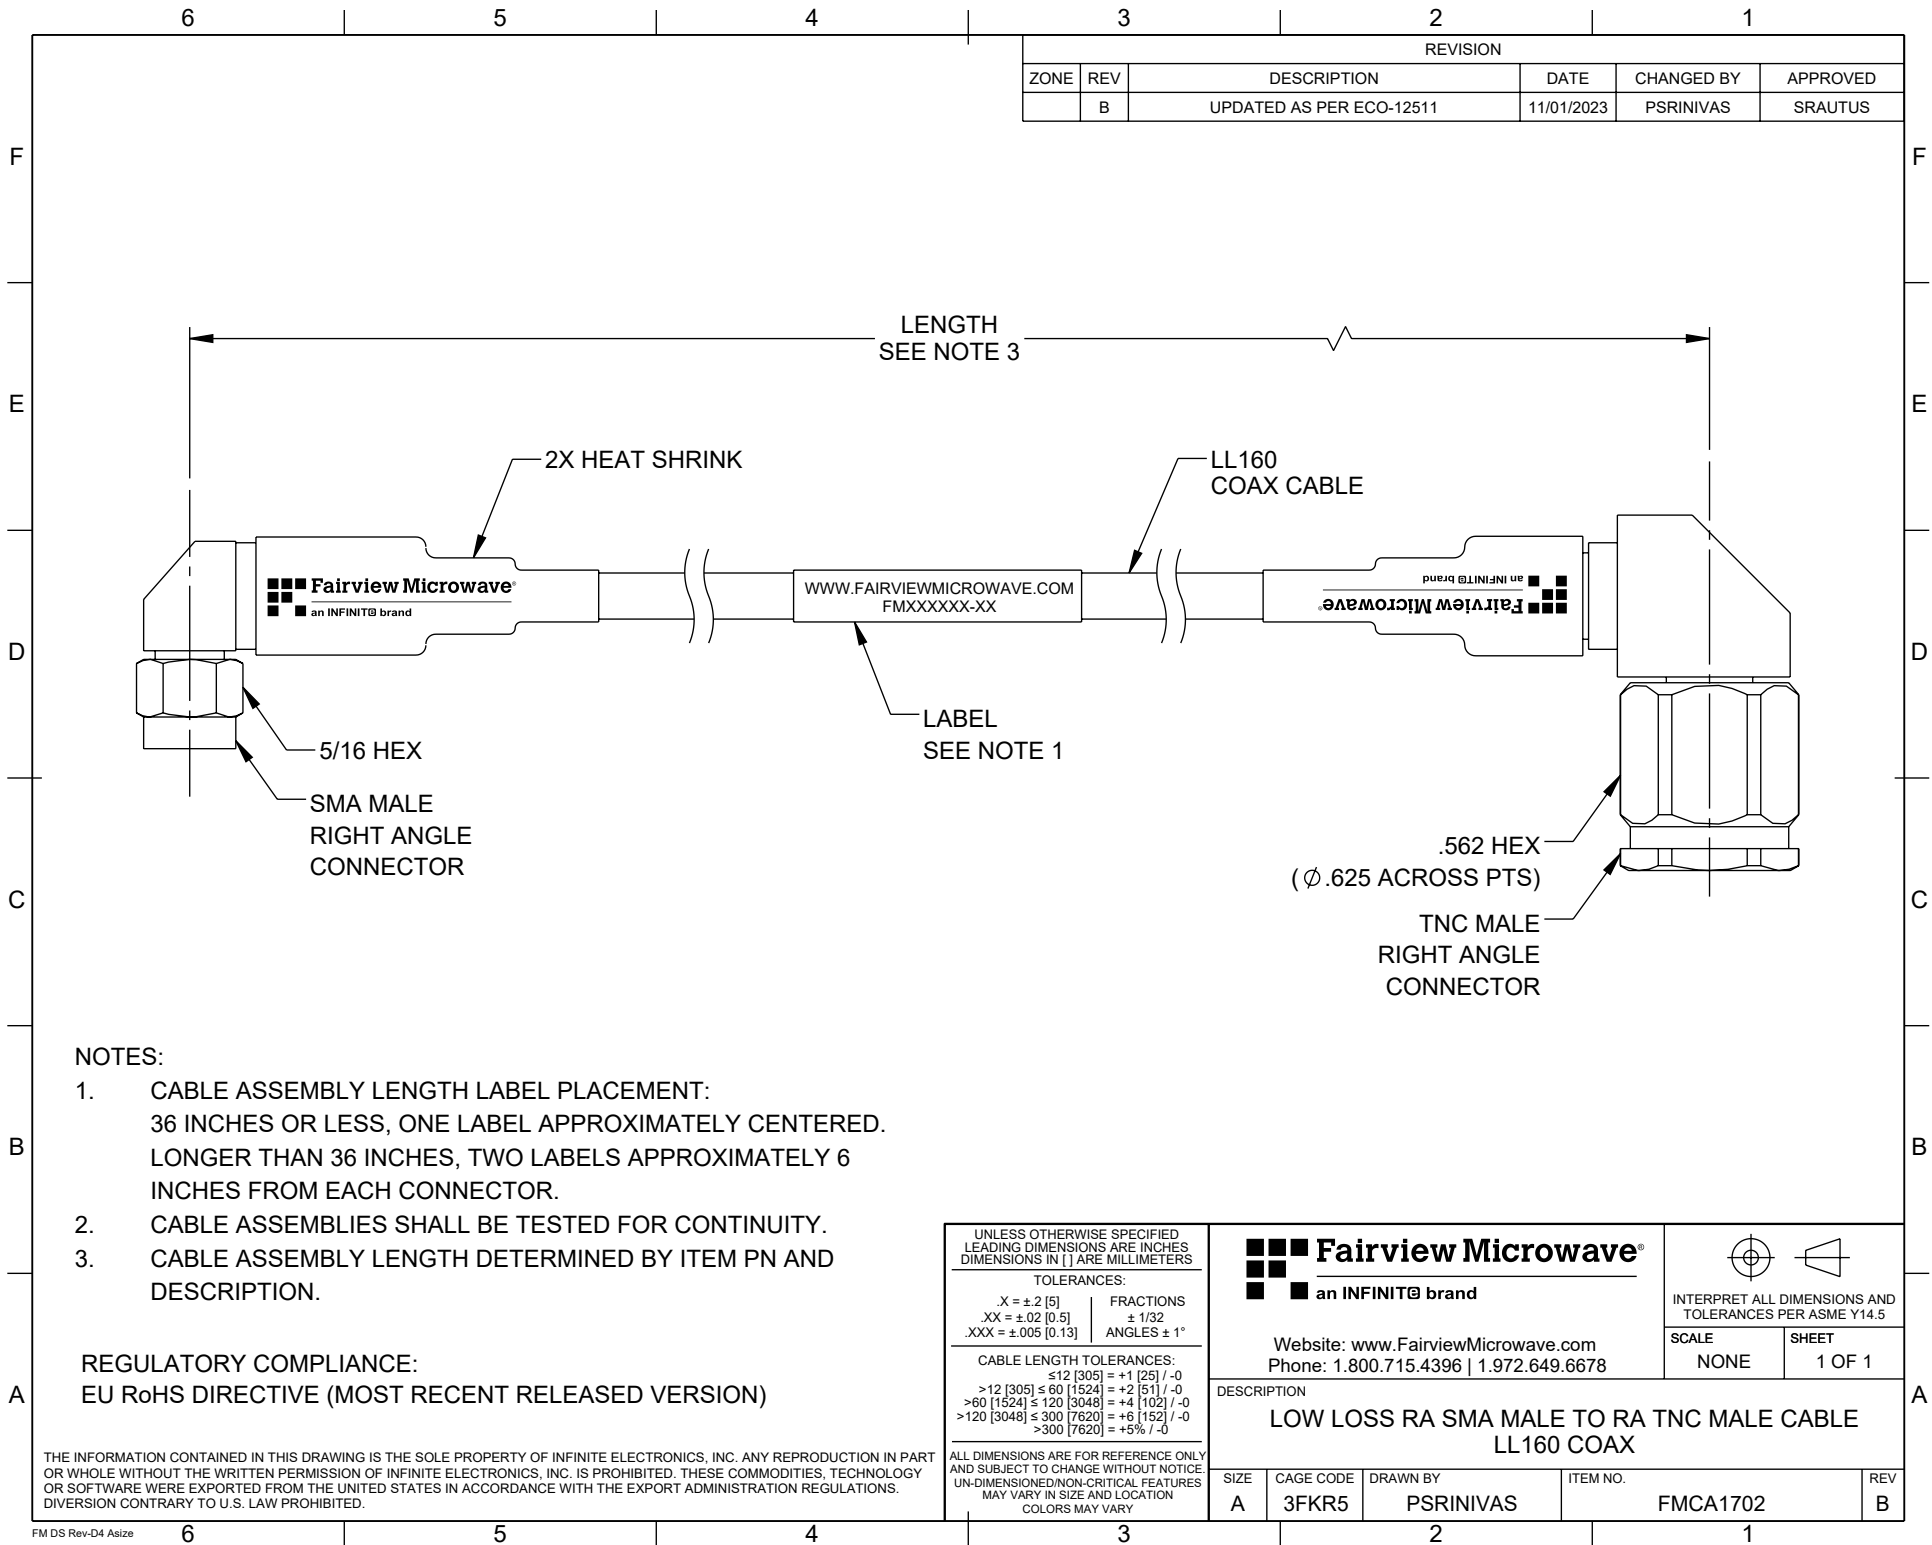 6 5 4 3 2 1
REVISION
ZONE REV DESCRIPTION DATE CHANGED BY APPROVED
B UPDATED AS PER ECO-12511 11/01/2023 PSRINIVAS SRAUTUS
F F
LENGTH
SEE NOTE 3
E E
2X HEAT SHRINK
LL160
COAX CABLE
Fairview Microwave®
an INFINITe brand
WWW.FAIRVIEWMICROWAVE.COM
FMXXXXXX-XX
Fairview Microwave®
an INFINITe brand
D D
LABEL
SEE NOTE 1
5/16 HEX
SMA MALE
RIGHT ANGLE
CONNECTOR
.562 HEX
(∅.625 ACROSS PTS)
C C
TNC MALE
RIGHT ANGLE
CONNECTOR
NOTES:
1. CABLE ASSEMBLY LENGTH LABEL PLACEMENT:
36 INCHES OR LESS, ONE LABEL APPROXIMATELY CENTERED.
B B
LONGER THAN 36 INCHES, TWO LABELS APPROXIMATELY 6
INCHES FROM EACH CONNECTOR.
2. CABLE ASSEMBLIES SHALL BE TESTED FOR CONTINUITY.
3. CABLE ASSEMBLY LENGTH DETERMINED BY ITEM PN AND
DESCRIPTION.
REGULATORY COMPLIANCE:
EU RoHS DIRECTIVE (MOST RECENT RELEASED VERSION)
A A
THE INFORMATION CONTAINED IN THIS DRAWING IS THE SOLE PROPERTY OF INFINITE ELECTRONICS, INC. ANY REPRODUCTION IN PART
OR WHOLE WITHOUT THE WRITTEN PERMISSION OF INFINITE ELECTRONICS, INC. IS PROHIBITED. THESE COMMODITIES, TECHNOLOGY
OR SOFTWARE WERE EXPORTED FROM THE UNITED STATES IN ACCORDANCE WITH THE EXPORT ADMINISTRATION REGULATIONS.
DIVERSION CONTRARY TO U.S. LAW PROHIBITED.
UNLESS OTHERWISE SPECIFIED
LEADING DIMENSIONS ARE INCHES
DIMENSIONS IN [ ] ARE MILLIMETERS
TOLERANCES:
.X = ±.2 [5] FRACTIONS
.XX = ±.02 [0.5] ± 1/32
.XXX = ±.005 [0.13] ANGLES ± 1°
CABLE LENGTH TOLERANCES:
≤12 [305] = +1 [25] / -0
>12 [305] ≤ 60 [1524] = +2 [51] / -0
>60 [1524] ≤ 120 [3048] = +4 [102] / -0
>120 [3048] ≤ 300 [7620] = +6 [152] / -0
>300 [7620] = +5% / -0
ALL DIMENSIONS ARE FOR REFERENCE ONLY
AND SUBJECT TO CHANGE WITHOUT NOTICE.
UN-DIMENSIONED/NON-CRITICAL FEATURES
MAY VARY IN SIZE AND LOCATION
COLORS MAY VARY
Fairview Microwave®
an INFINITe brand
Website: www.FairviewMicrowave.com
Phone: 1.800.715.4396 | 1.972.649.6678
INTERPRET ALL DIMENSIONS AND
TOLERANCES PER ASME Y14.5
SCALE SHEET
NONE 1 OF 1
DESCRIPTION
LOW LOSS RA SMA MALE TO RA TNC MALE CABLE
LL160 COAX
SIZE CAGE CODE DRAWN BY ITEM NO. REV
A 3FKR5 PSRINIVAS FMCA1702 B
FM DS Rev-D4 Asize
6 5 4 3 2 1